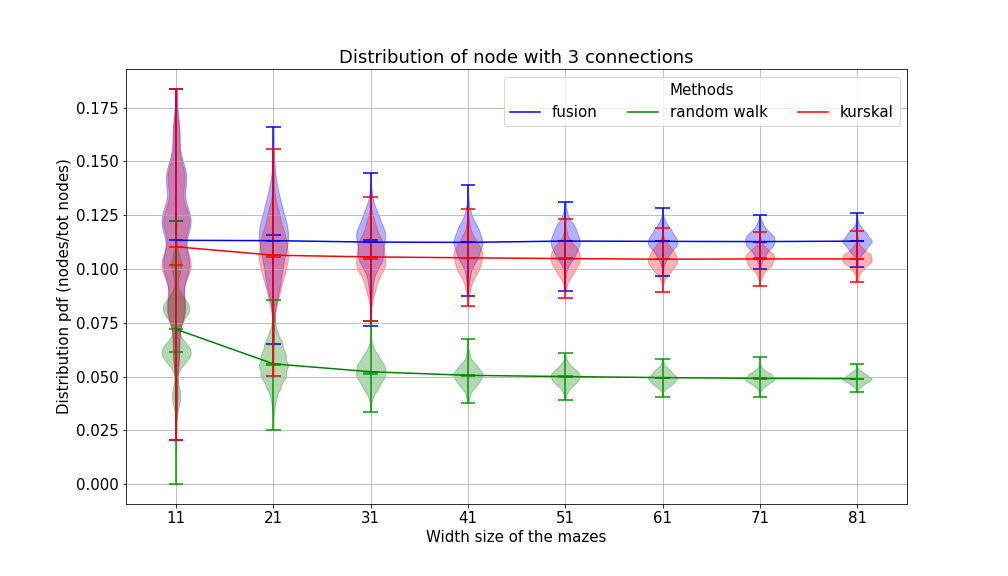 Distribution of node with 3 connections
Methods
fusion random walk kurskal
Distribution pdf (nodes/tot nodes)
0.175
0.150
0.125
0.100
0.075
0.050
0.025
0.000
11 21 31 41 51 61 71 81
Width size of the mazes